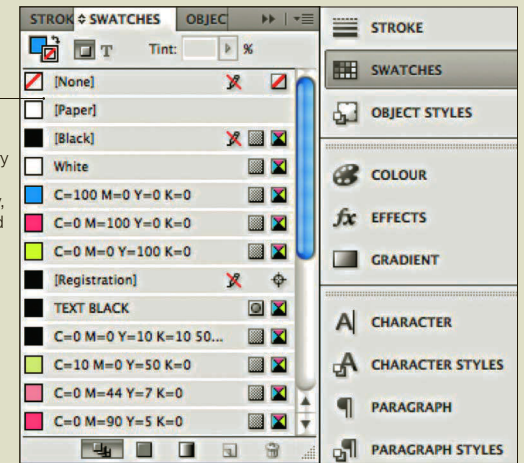 STROK SWATCHES OBJEC
T Tint: %
[None]
[Paper]
[Black]
White
C=100 M=0 Y=0 K=0
C=0 M=100 Y=0 K=0
C=0 M=0 Y=100 K=0
[Registration]
TEXT BLACK
C=0 M=0 Y=10 K=10 50...
C=10 M=0 Y=50 K=0
C=0 M=44 Y=7 K=0
C=0 M=90 Y=5 K=0
STROKE
SWATCHES
OBJECT STYLES
COLOUR
fx EFFECTS
GRADIENT
A CHARACTER
A CHARACTER STYLES
¶ PARAGRAPH
¶ PARAGRAPH STYLES